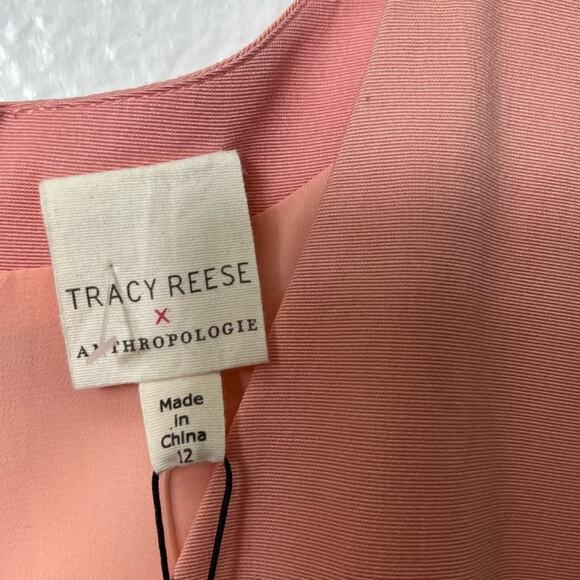 TRACY REESE
x
ANTHROPOLOGIE
Made
in
China
12